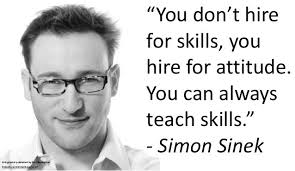 “You don’t hire
for skills, you
hire for attitude.
You can always
teach skills.”
- Simon Sinek